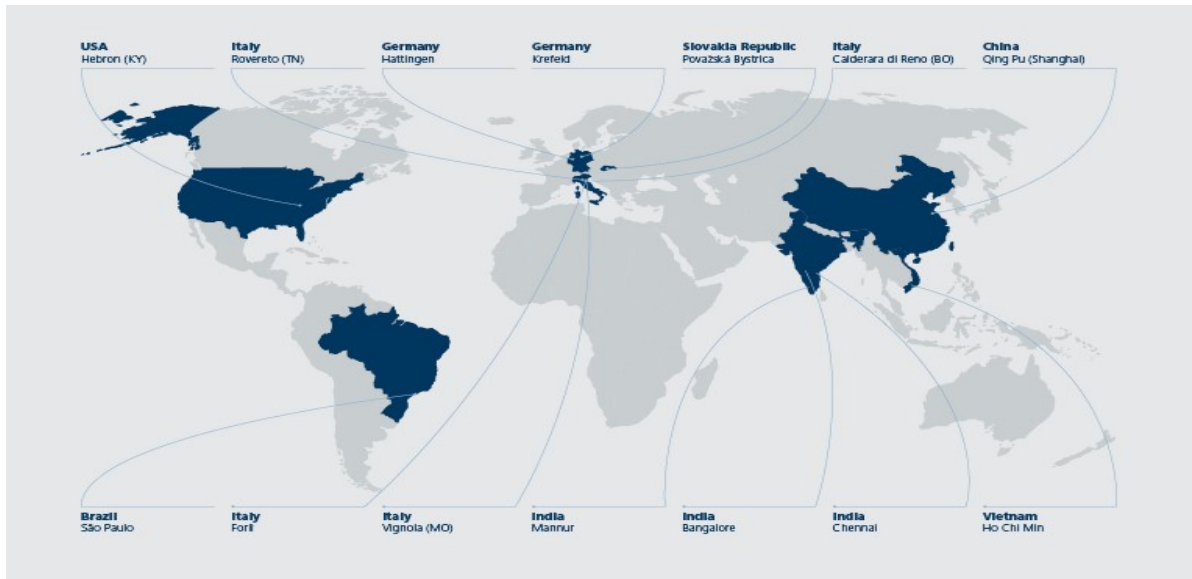 USA
Hebron (KY)
Italy
Rovereto (TN)
Germany
Hattingen
Germany
Krefeld
Slovakia Republic
Považská Bystrica
Italy
Calderara di Reno (BO)
China
Qing Pu (Shanghai)
Brazil
São Paulo
Italy
Forlì
Italy
Vignola (MO)
India
Mannur
India
Bangalore
India
Chennai
Vietnam
Ho Chi Min